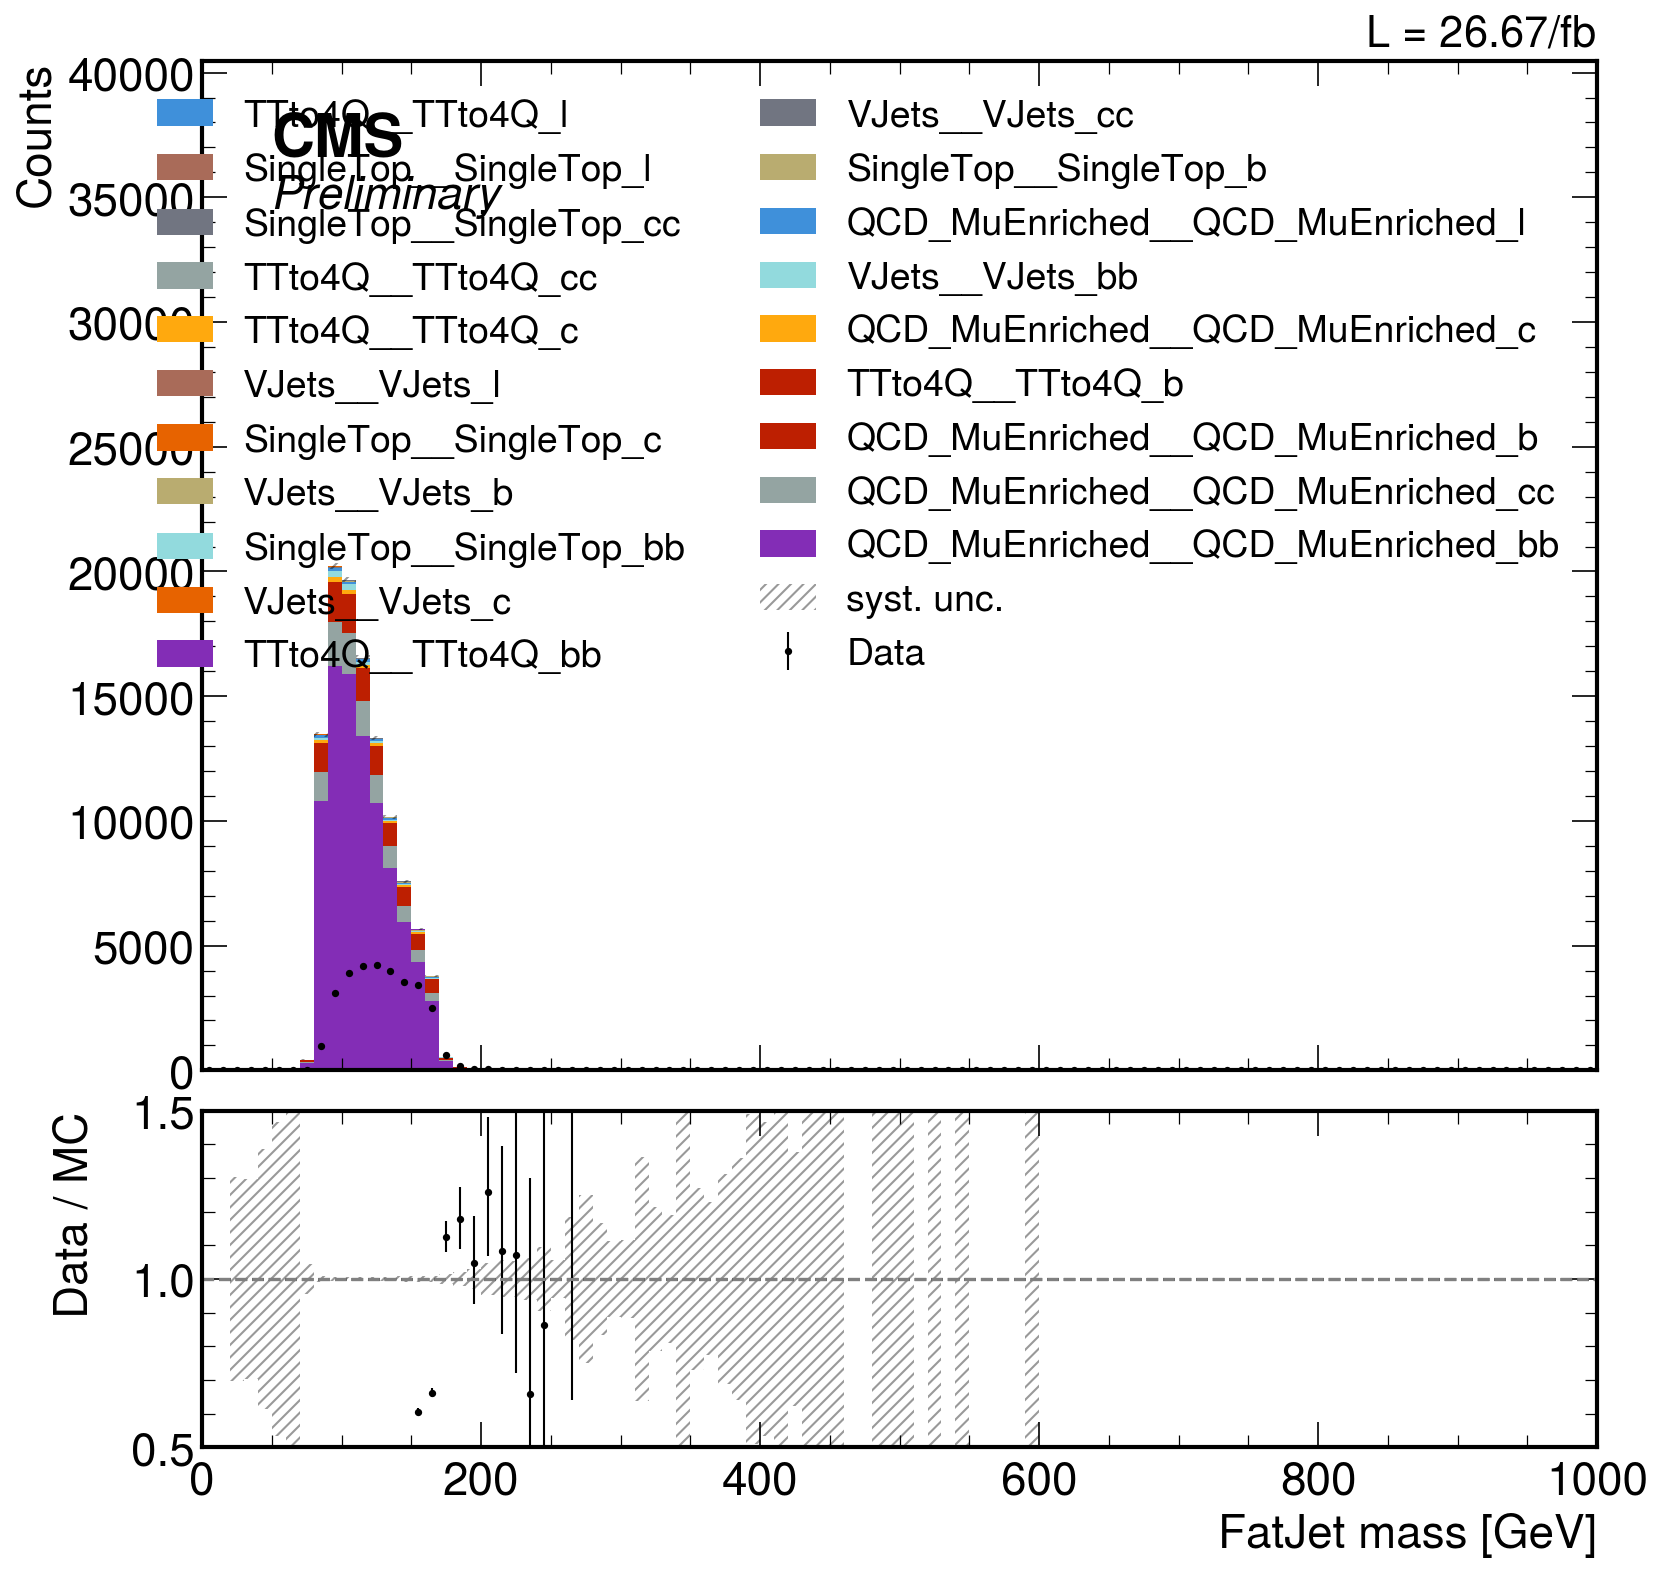 L = 26.67/fb
Counts
40000
35000
30000
25000
20000
15000
10000
5000
0
CMS
Preliminary
TTto4Q__TTto4Q_l
SingleTop__SingleTop_l
SingleTop__SingleTop_cc
TTto4Q__TTto4Q_cc
TTto4Q__TTto4Q_c
VJets__VJets_l
SingleTop__SingleTop_c
VJets__VJets_b
SingleTop__SingleTop_bb
VJets__VJets_c
TTto4Q__TTto4Q_bb
VJets__VJets_cc
SingleTop__SingleTop_b
QCD_MuEnriched__QCD_MuEnriched_l
VJets__VJets_bb
QCD_MuEnriched__QCD_MuEnriched_c
TTto4Q__TTto4Q_b
QCD_MuEnriched__QCD_MuEnriched_b
QCD_MuEnriched__QCD_MuEnriched_cc
QCD_MuEnriched__QCD_MuEnriched_bb
syst. unc.
Data
Data / MC
1.5
1.0
0.5
0 200 400 600 800 1000
FatJet mass [GeV]